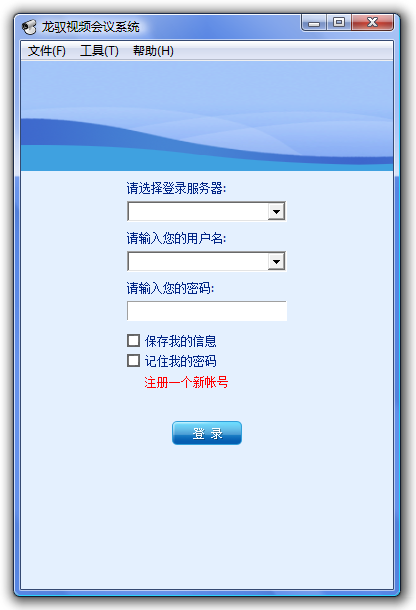 龙驭视频会议系统
文件(F) 工具(T) 帮助(H)
请选择登录服务器:
请输入您的用户名:
请输入您的密码:
保存我的信息
记住我的密码
注册一个新帐号
登 录